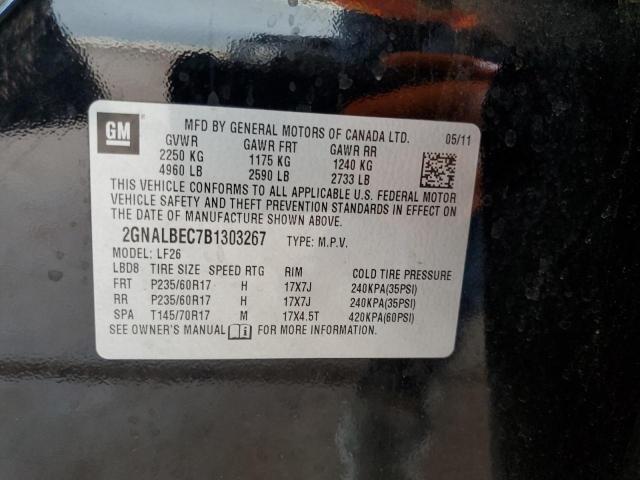 GM
MFD BY GENERAL MOTORS OF CANADA LTD. 05/11
GVWR GAWR FRT GAWR RR
2250 KG 1175 KG 1240 KG
4960 LB 2590 LB 2733 LB
THIS VEHICLE CONFORMS TO ALL APPLICABLE U.S. FEDERAL MOTOR
VEHICLE SAFETY AND THEFT PREVENTION STANDARDS IN EFFECT ON
THE DATE OF MANUFACTURE SHOWN ABOVE.
2GNALBEC7B1303267 TYPE: M.P.V.
MODEL: LF26
LBD8 TIRE SIZE SPEED RTG RIM COLD TIRE PRESSURE
FRT P235/60R17 H 17X7J 240KPA(35PSI)
RR P235/60R17 H 17X7J 240KPA(35PSI)
SPA T145/70R17 M 17X4.5T 420KPA(60PSI)
SEE OWNER'S MANUAL i FOR MORE INFORMATION.